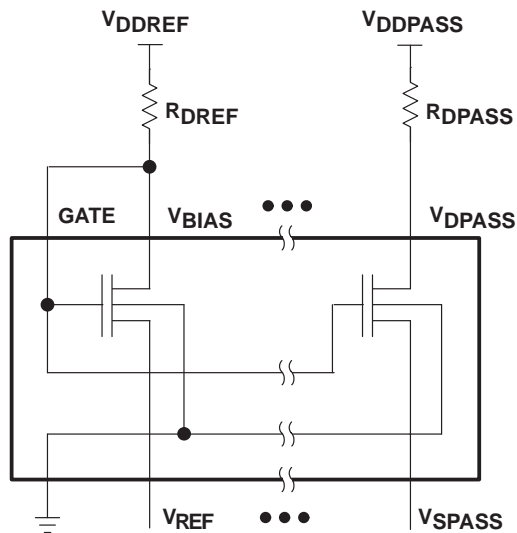 VDDREF
VDDPASS
RDREF
RDPASS
GATE
VBIAS
VDPASS
VREF
VSPASS